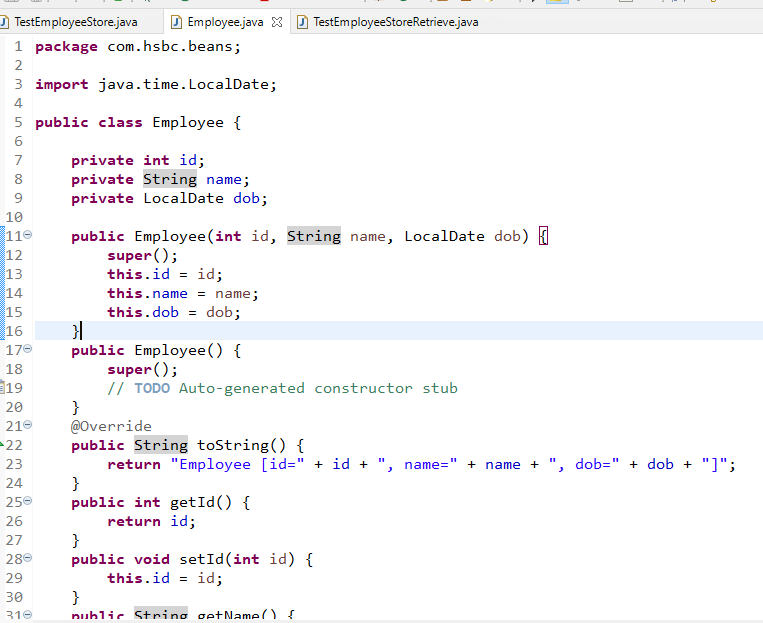 TestEmployeeStore.java Employee.java TestEmployeeStoreRetrieve.java
1 package com.hsbc.beans;
2
3 import java.time.LocalDate;
4
5 public class Employee {
6
7 private int id;
8 private String name;
9 private LocalDate dob;
10
11 public Employee(int id, String name, LocalDate dob) {
12 super();
13 this.id = id;
14 this.name = name;
15 this.dob = dob;
16 }
17 public Employee() {
18 super();
19 // TODO Auto-generated constructor stub
20 }
21 @Override
22 public String toString() {
23 return "Employee [id=" + id + ", name=" + name + ", dob=" + dob + "]";
24 }
25 public int getId() {
26 return id;
27 }
28 public void setId(int id) {
29 this.id = id;
30 }
31 public String getName() {